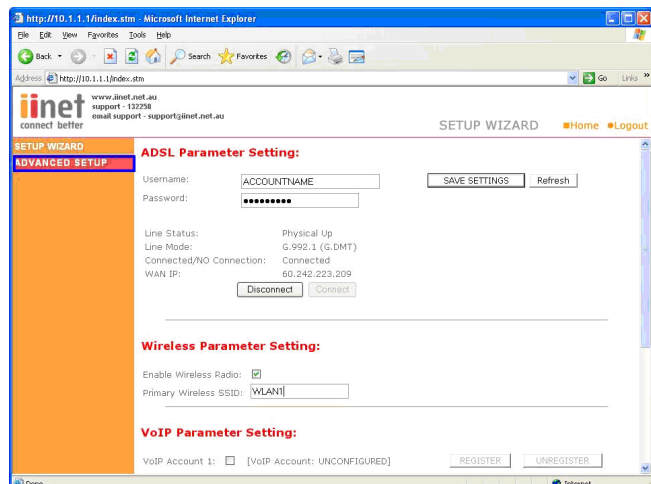 http://10.1.1.1/index.stm - Microsoft Internet Explorer
File Edit View Favorites Tools Help
Back Search Favorites
Address http://10.1.1.1/index.stm Go Links »
iinet
connect better
www.iinet.net.au
support - 132258
email support - support@iinet.net.au
SETUP WIZARD Home Logout
SETUP WIZARD
ADVANCED SETUP
ADSL Parameter Setting:
Username: ACCOUNTNAME SAVE SETTINGS Refresh
Password: •••••••••
Line Status: Physical Up
Line Mode: G.992.1 (G.DMT)
Connected/NO Connection: Connected
WAN IP: 60.242.223.209
Disconnect Connect
Wireless Parameter Setting:
Enable Wireless Radio:
Primary Wireless SSID: WLAN1
VoIP Parameter Setting:
VoIP Account 1: [VoIP Account: UNCONFIGURED] REGISTER UNREGISTER
Done Internet